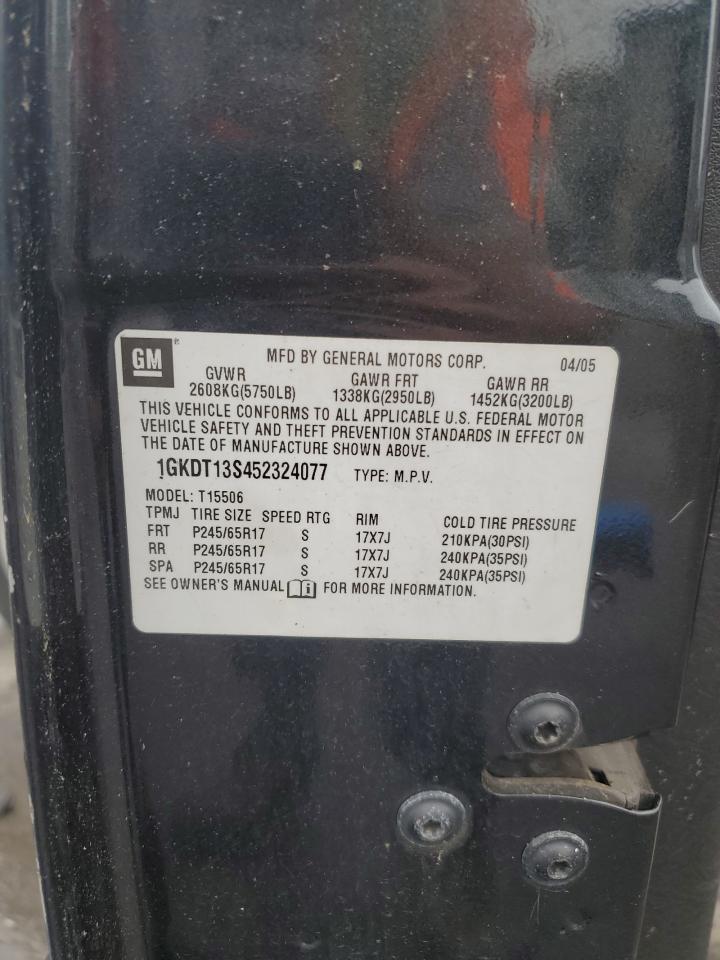 GM ® MFD BY GENERAL MOTORS CORP. 04/05
GVWR GAWR FRT GAWR RR
2608KG(5750LB) 1338KG(2950LB) 1452KG(3200LB)
THIS VEHICLE CONFORMS TO ALL APPLICABLE U.S. FEDERAL MOTOR
VEHICLE SAFETY AND THEFT PREVENTION STANDARDS IN EFFECT ON
THE DATE OF MANUFACTURE SHOWN ABOVE.
1GKDT13S452324077 TYPE: M.P.V.
MODEL: T15506
TPMJ TIRE SIZE SPEED RTG RIM COLD TIRE PRESSURE
FRT P245/65R17 S 17X7J 210KPA(30PSI)
RR P245/65R17 S 17X7J 240KPA(35PSI)
SPA P245/65R17 S 17X7J 240KPA(35PSI)
SEE OWNER'S MANUAL FOR MORE INFORMATION.